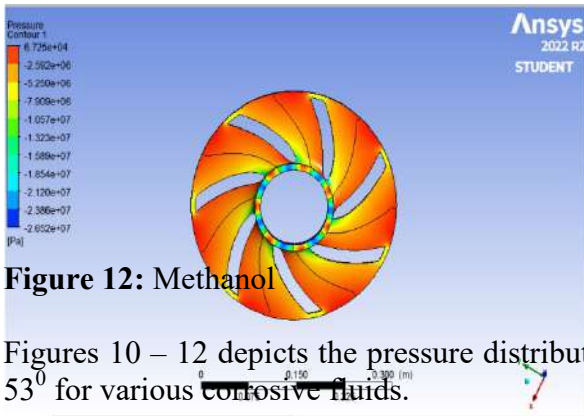 Pressure
Contour 1
6.725e+04
-2.592e+06
-5.250e+06
-7.909e+06
-1.057e+07
-1.323e+07
-1.589e+07
-1.854e+07
-2.120e+07
-2.386e+07
-2.652e+07
[Pa]
Ansys
2022 R2
STUDENT
Figure 12: Methanol
Figures 10 – 12 depicts the pressure distribut
0 0.150 0.300 (m)
53⁰ for various corrosive fluids.
0.075